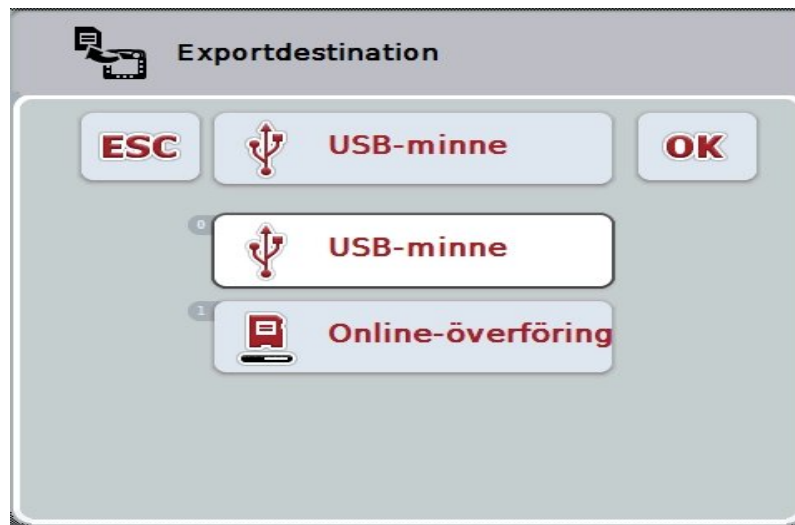 Exportdestination
ESC USB-minne OK
0
USB-minne
1
Online-överföring